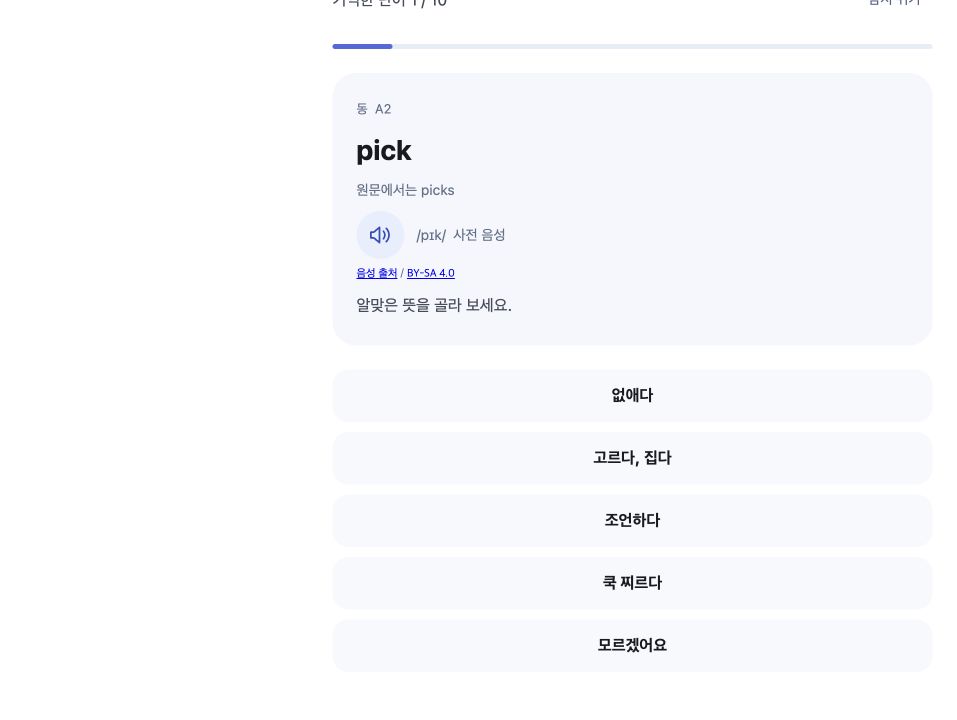 동 A2
pick
원문에서는 picks
/pɪk/ 사전 음성
음성 출처 / BY-SA 4.0
알맞은 뜻을 골라 보세요.
없애다
고르다, 집다
조언하다
쿡 찌르다
모르겠어요